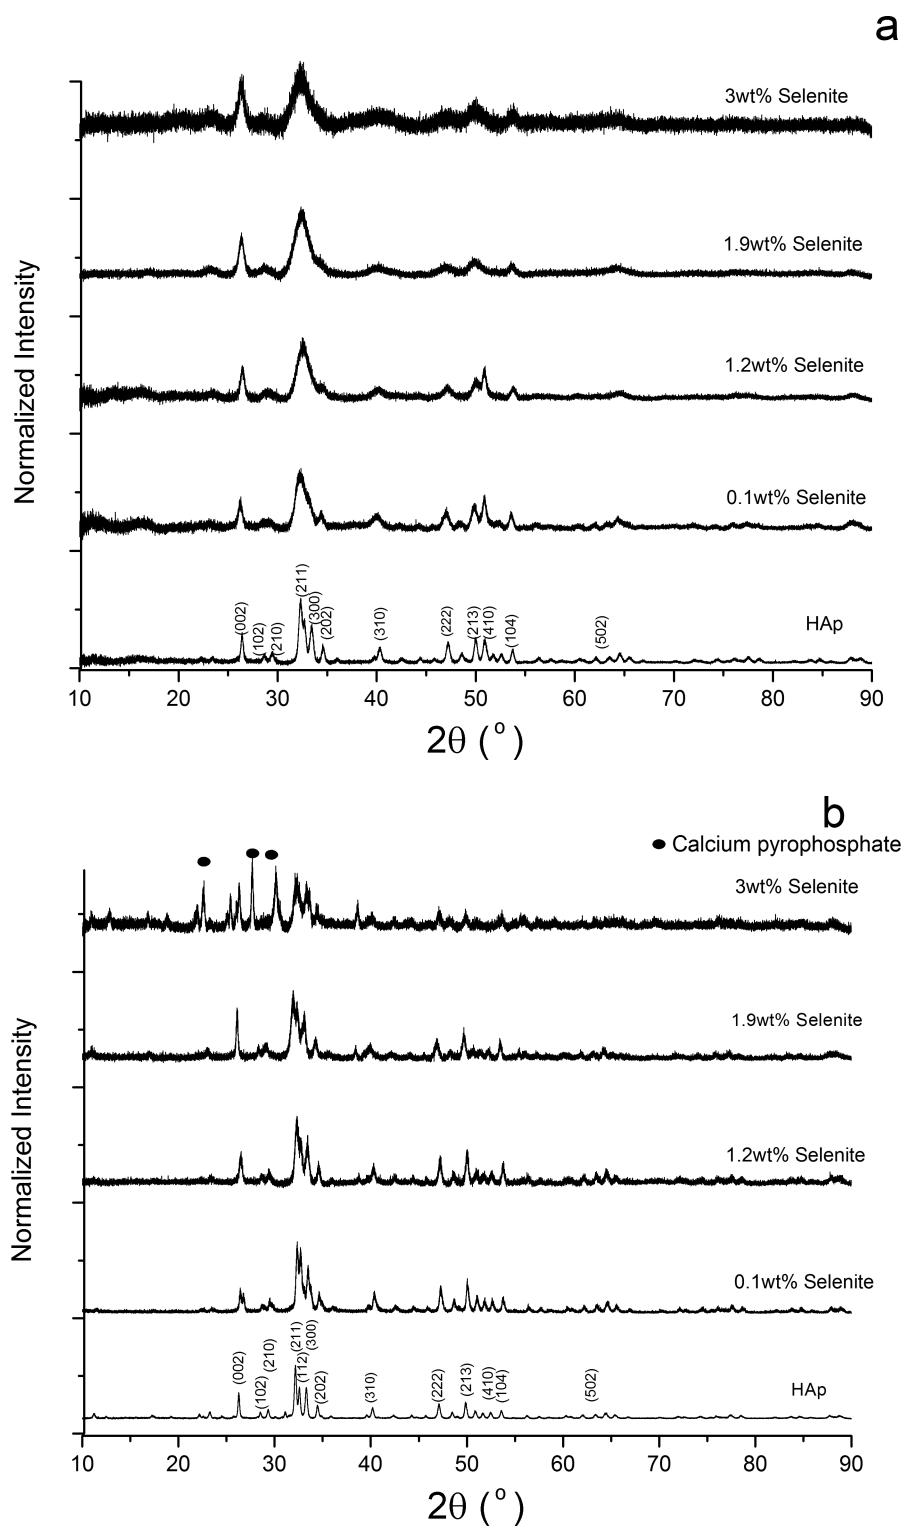 a
3wt% Selenite
1.9wt% Selenite
1.2wt% Selenite
0.1wt% Selenite
HAp
(002)
(102)
(210)
(211)
(300)
(202)
(310)
(222)
(213)
(410)
(104)
(502)
Normalized Intensity
10 20 30 40 50 60 70 80 90
2θ (°)
b
Calcium pyrophosphate
3wt% Selenite
1.9wt% Selenite
1.2wt% Selenite
0.1wt% Selenite
HAp
(002)
(102)
(210)
(211)
(112)
(300)
(202)
(310)
(222)
(213)
(410)
(104)
(502)
Normalized Intensity
10 20 30 40 50 60 70 80 90
2θ (°)